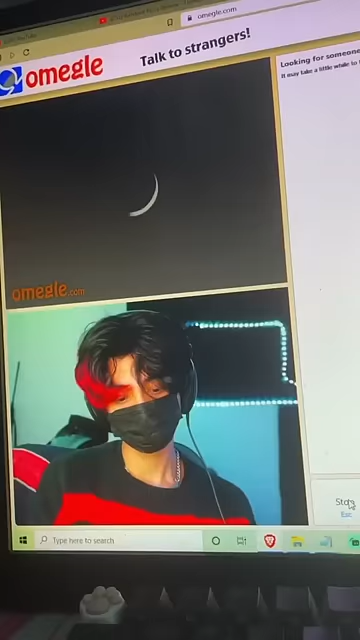 omegle.com
omegle
Talk to strangers!
Looking for someone
It may take a little while to
omegle.com
Stop
Esc
Type here to search